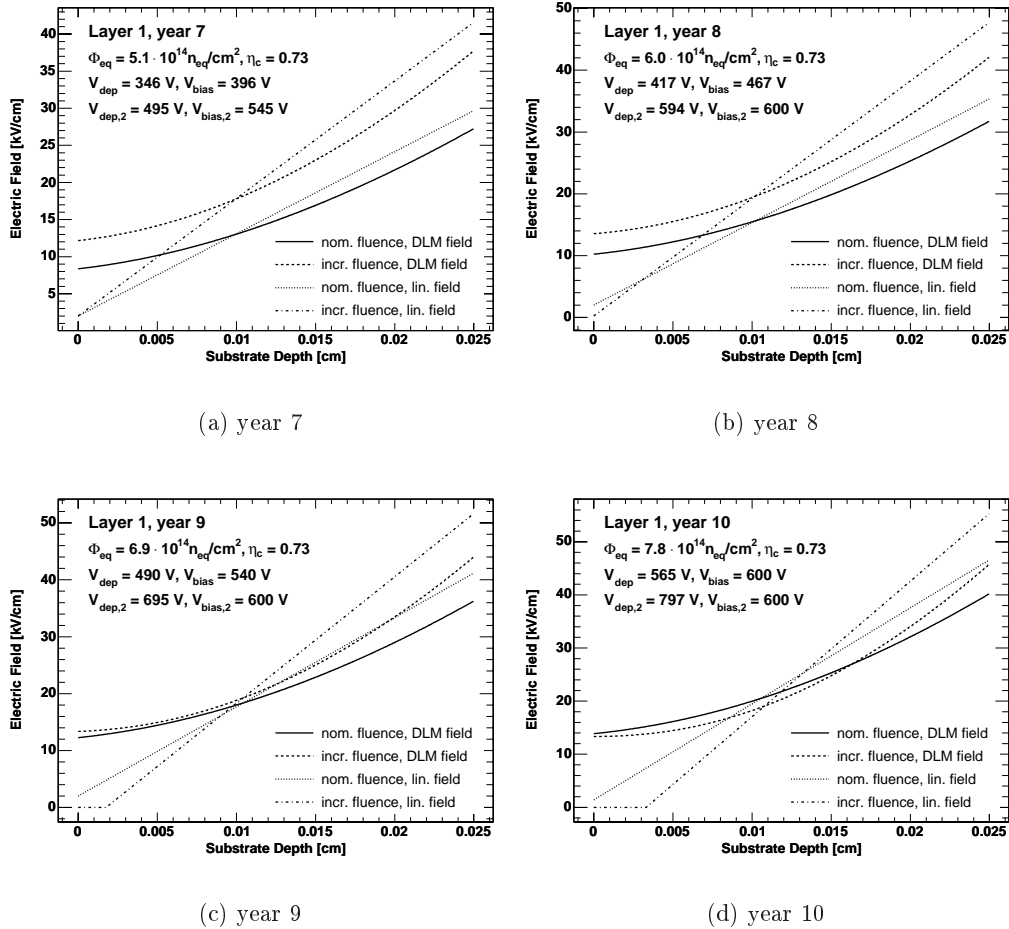 Layer 1, year 7
Φeq = 5.1 · 10^14 neq/cm^2, ηc = 0.73
Vdep = 346 V, Vbias = 396 V
Vdep,2 = 495 V, Vbias,2 = 545 V
Electric Field [kV/cm]
40
35
30
25
20
15
10
5
nom. fluence, DLM field
incr. fluence, DLM field
nom. fluence, lin. field
incr. fluence, lin. field
0 0.005 0.01 0.015 0.02 0.025
Substrate Depth [cm]
(a) year 7
Layer 1, year 8
Φeq = 6.0 · 10^14 neq/cm^2, ηc = 0.73
Vdep = 417 V, Vbias = 467 V
Vdep,2 = 594 V, Vbias,2 = 600 V
Electric Field [kV/cm]
50
40
30
20
10
0
nom. fluence, DLM field
incr. fluence, DLM field
nom. fluence, lin. field
incr. fluence, lin. field
0 0.005 0.01 0.015 0.02 0.025
Substrate Depth [cm]
(b) year 8
Layer 1, year 9
Φeq = 6.9 · 10^14 neq/cm^2, ηc = 0.73
Vdep = 490 V, Vbias = 540 V
Vdep,2 = 695 V, Vbias,2 = 600 V
Electric Field [kV/cm]
50
40
30
20
10
0
nom. fluence, DLM field
incr. fluence, DLM field
nom. fluence, lin. field
incr. fluence, lin. field
0 0.005 0.01 0.015 0.02 0.025
Substrate Depth [cm]
(c) year 9
Layer 1, year 10
Φeq = 7.8 · 10^14 neq/cm^2, ηc = 0.73
Vdep = 565 V, Vbias = 600 V
Vdep,2 = 797 V, Vbias,2 = 600 V
Electric Field [kV/cm]
50
40
30
20
10
0
nom. fluence, DLM field
incr. fluence, DLM field
nom. fluence, lin. field
incr. fluence, lin. field
0 0.005 0.01 0.015 0.02 0.025
Substrate Depth [cm]
(d) year 10